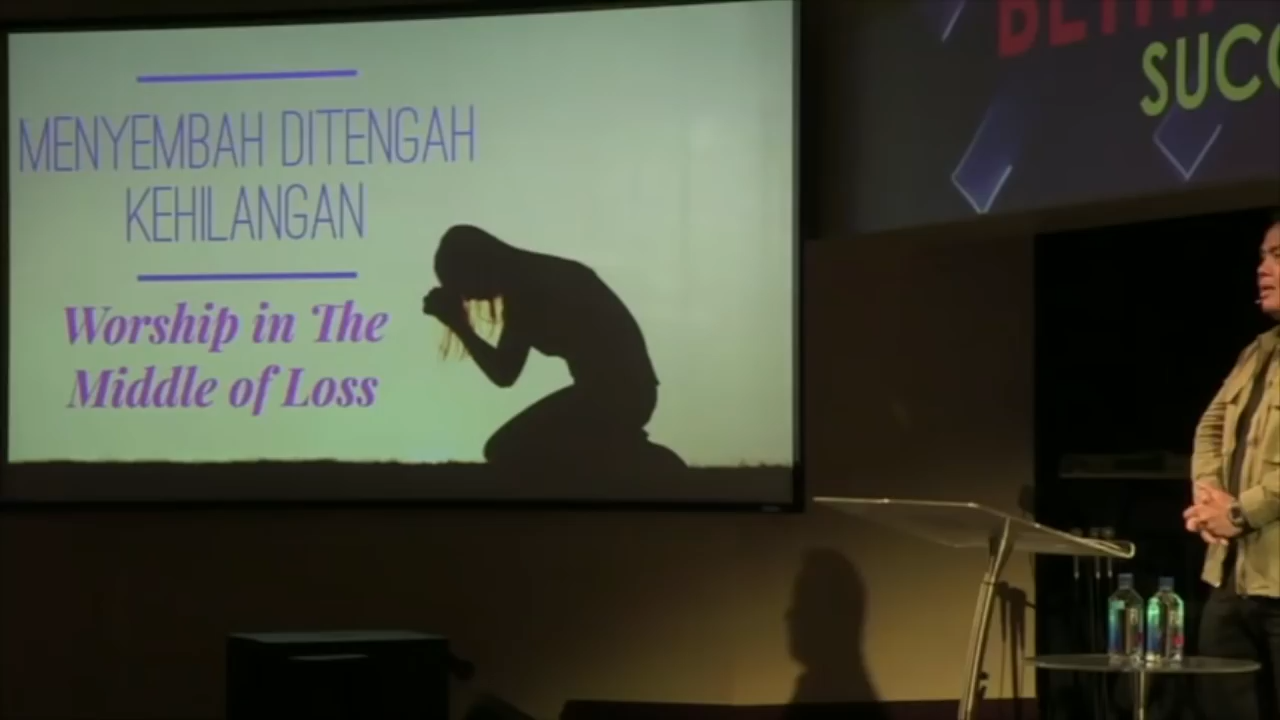 MENYEMBAH DITENGAH
KEHILANGAN
Worship in The
Middle of Loss